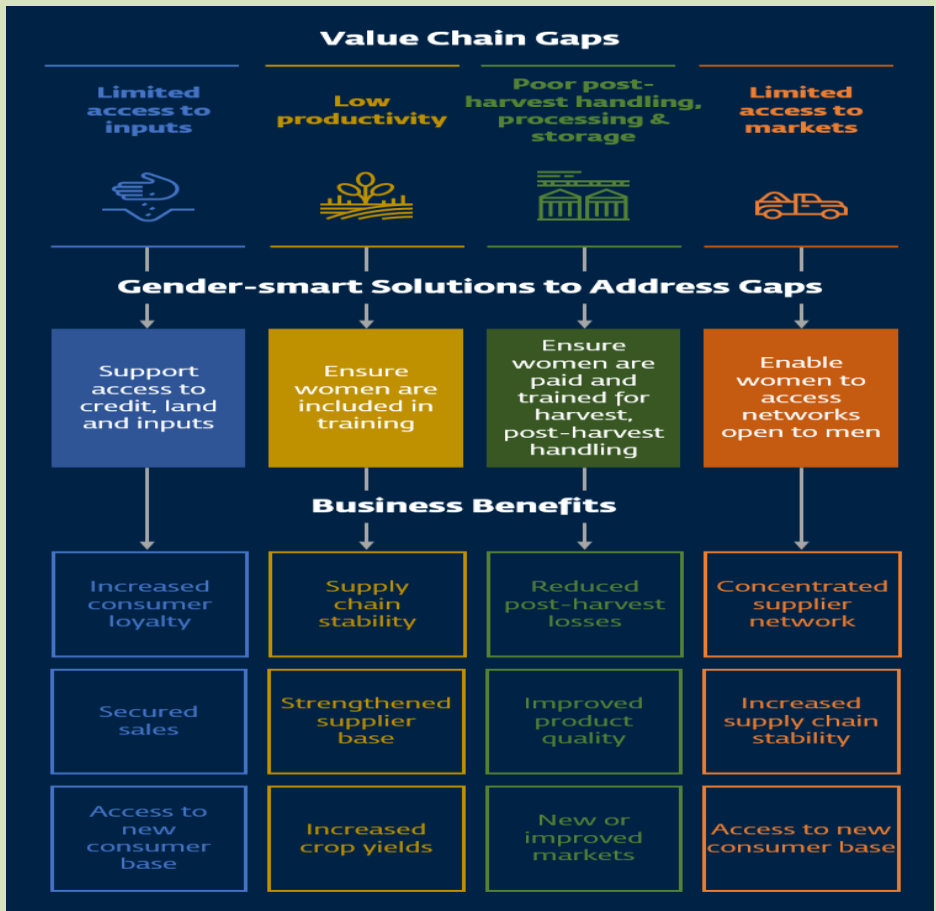 Value Chain Gaps
Limited
access to
inputs
Low
productivity
Poor post-
harvest handling,
processing &
storage
Limited
access to
markets
Gender-smart Solutions to Address Gaps
Support
access to
credit, land
and inputs
Ensure
women are
included in
training
Ensure
women are
paid and
trained for
harvest,
post-harvest
handling
Enable
women to
access
networks
open to men
Business Benefits
Increased
consumer
loyalty
Supply
chain
stability
Reduced
post-harvest
losses
Concentrated
supplier
network
Secured
sales
Strengthened
supplier
base
Improved
product
quality
Increased
supply chain
stability
Access to
new
consumer
base
Increased
crop yields
New or
improved
markets
Access to new
consumer base